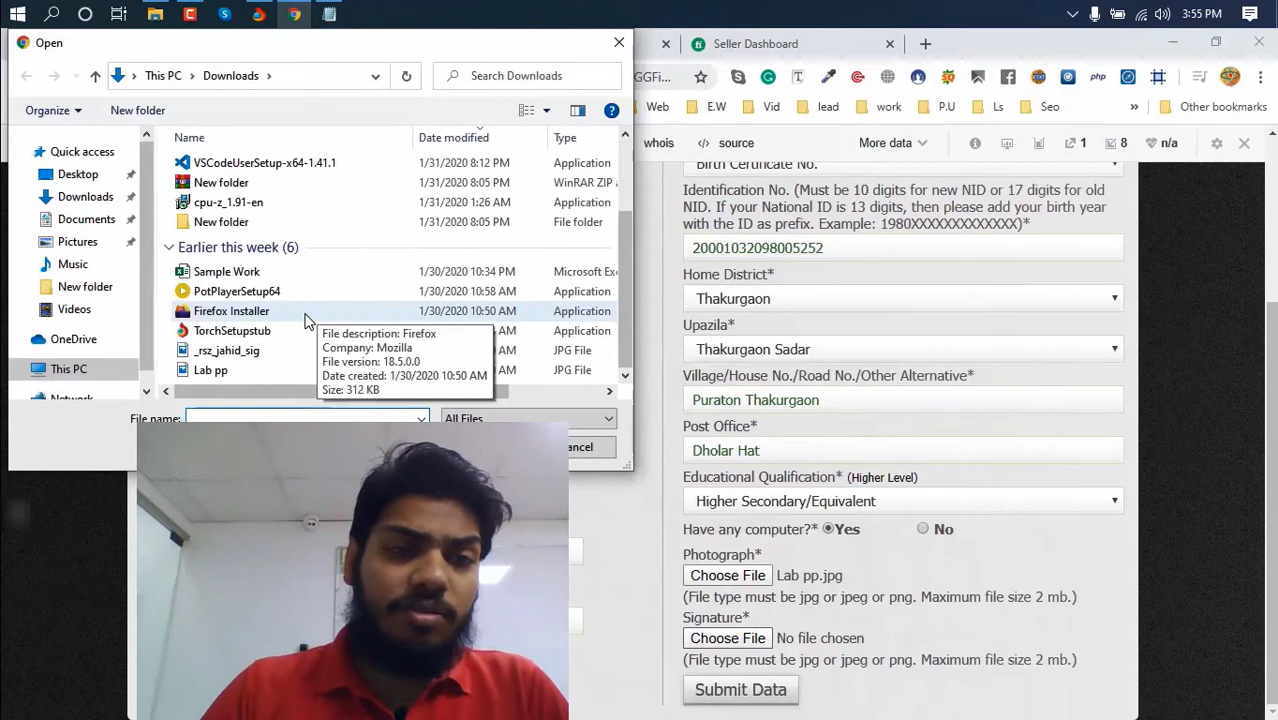 3:55 PM
Open
Seller Dashboard
This PC
Downloads
Search Downloads
GGFi...
Organize
New folder
Web
E.W
Vid
lead
work
P.U
Ls
Seo
Other bookmarks
Name
Date modified
Type
whois
source
More data
1
8
n/a
Quick access
Desktop
Downloads
Documents
Pictures
Music
New folder
Videos
OneDrive
This PC
Network
VSCodeUserSetup-x64-1.41.1
1/31/2020 8:12 PM
Application
New folder
1/31/2020 8:05 PM
WinRAR ZIP
cpu-z_1.91-en
1/31/2020 1:26 AM
Application
New folder
1/31/2020 8:05 PM
File folder
Earlier this week (6)
Sample Work
1/30/2020 10:34 PM
Microsoft Ex
PotPlayerSetup64
1/30/2020 10:58 AM
Application
Firefox Installer
1/30/2020 10:50 AM
Application
TorchSetupstub
AM
Application
_rsz_jahid_sig
AM
JPG File
Lab pp
AM
JPG File
File description: Firefox
Company: Mozilla
File version: 18.5.0.0
Date created: 1/30/2020 10:50 AM
Size: 312 KB
File name:
All Files
ancel
Birth Certificate No.
Identification No. (Must be 10 digits for new NID or 17 digits for old
NID. If your National ID is 13 digits, then please add your birth year
with the ID as prefix. Example: 1980XXXXXXXXXXXXX)*
20001032098005252
Home District*
Thakurgaon
Upazila*
Thakurgaon Sadar
Village/House No./Road No./Other Alternative*
Puraton Thakurgaon
Post Office*
Dholar Hat
Educational Qualification* (Higher Level)
Higher Secondary/Equivalent
Have any computer?* Yes No
Photograph*
Choose File Lab pp.jpg
(File type must be jpg or jpeg or png. Maximum file size 2 mb.)
Signature*
Choose File No file chosen
(File type must be jpg or jpeg or png. Maximum file size 2 mb.)
Submit Data